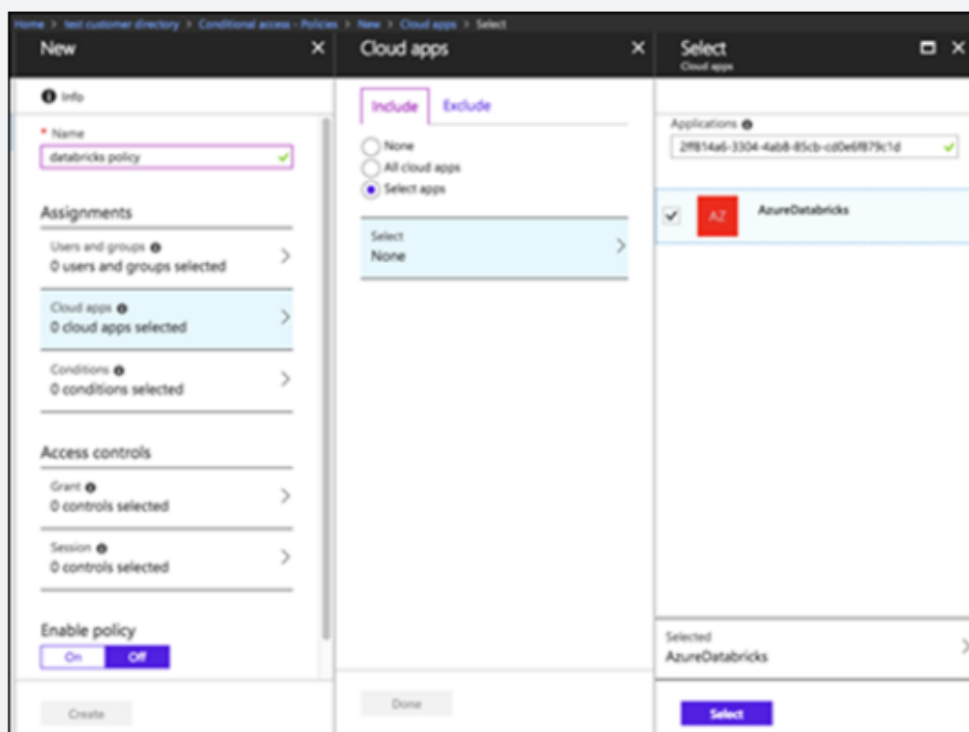 Home > test customer directory > Conditional access - Policies > New > Cloud apps > Select
New
Info
* Name
databricks policy
Assignments
Users and groups
0 users and groups selected
Cloud apps
0 cloud apps selected
Conditions
0 conditions selected
Access controls
Grant
0 controls selected
Session
0 controls selected
Enable policy
On Off
Create
Cloud apps
Include Exclude
None
All cloud apps
Select apps
Select
None
Done
Select
Cloud apps
Applications
2ff814a6-3304-4ab8-85cb-cd0e6f879c1d
AZ AzureDatabricks
Selected
AzureDatabricks
Select